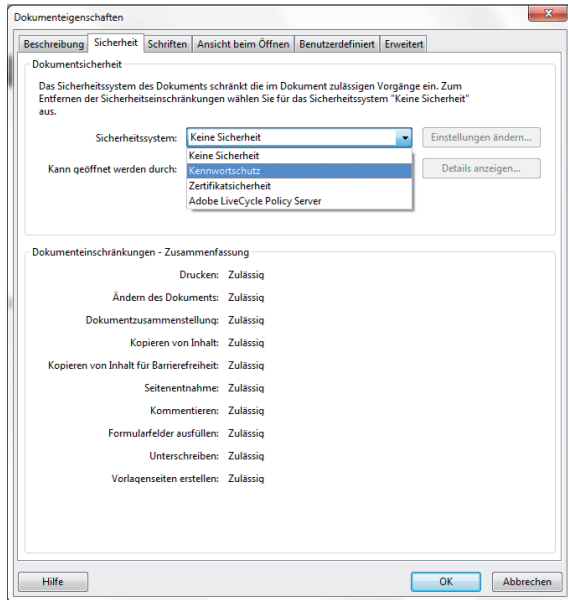 Dokumenteigenschaften
Beschreibung Sicherheit Schriften Ansicht beim Öffnen Benutzerdefiniert Erweitert
Dokumentsicherheit
Das Sicherheitssystem des Dokuments schränkt die im Dokument zulässigen Vorgänge ein. Zum
Entfernen der Sicherheitseinschränkungen wählen Sie für das Sicherheitssystem "Keine Sicherheit"
aus.
Sicherheitssystem: Keine Sicherheit Einstellungen ändern...
Keine Sicherheit
Kann geöffnet werden durch: Kennwortschutz Details anzeigen...
Zertifikatsicherheit
Adobe LiveCycle Policy Server
Dokumenteinschränkungen - Zusammenfassung
Drucken: Zulässig
Ändern des Dokuments: Zulässig
Dokumentzusammenstellung: Zulässig
Kopieren von Inhalt: Zulässig
Kopieren von Inhalt für Barrierefreiheit: Zulässig
Seitenentnahme: Zulässig
Kommentieren: Zulässig
Formularfelder ausfüllen: Zulässig
Unterschreiben: Zulässig
Vorlagenseiten erstellen: Zulässig
Hilfe OK Abbrechen